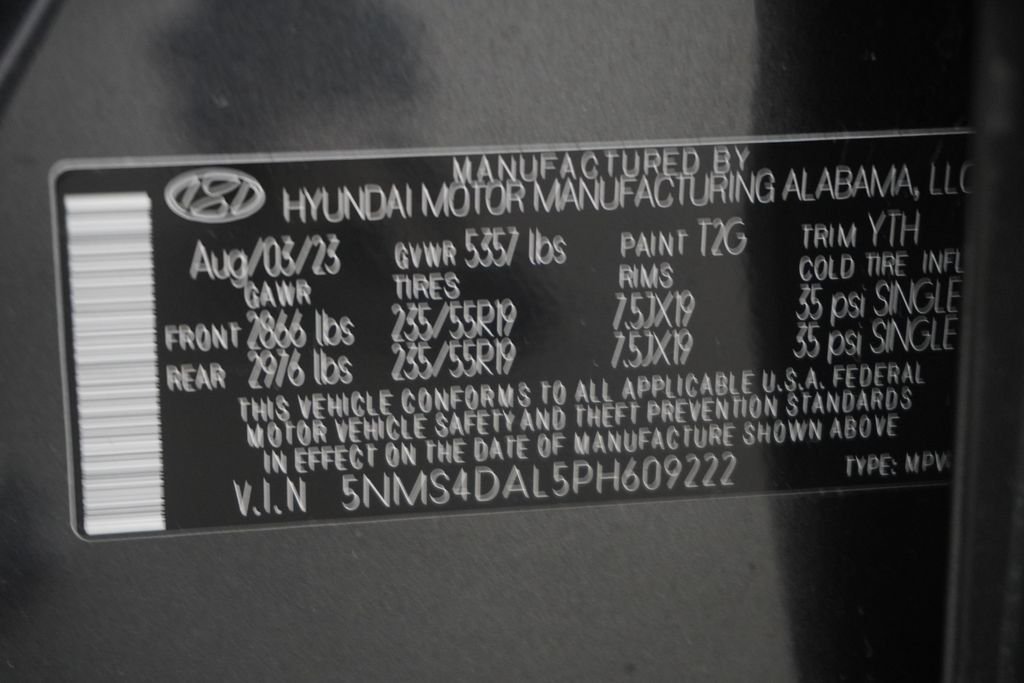 MANUFACTURED BY
HYUNDAI MOTOR MANUFACTURING ALABAMA, LLC
Aug/03/23 GVWR 5357 lbs PAINT T2G TRIM YTH
GAWR TIRES RIMS COLD TIRE INFL
FRONT 2866 lbs 235/55R19 7.5JX19 35 psi SINGLE
REAR 2976 lbs 235/55R19 7.5JX19 35 psi SINGLE
THIS VEHICLE CONFORMS TO ALL APPLICABLE U.S.A. FEDERAL
MOTOR VEHICLE SAFETY AND THEFT PREVENTION STANDARDS
IN EFFECT ON THE DATE OF MANUFACTURE SHOWN ABOVE
V.I.N 5NMS4DAL5PH609222 TYPE: MPV